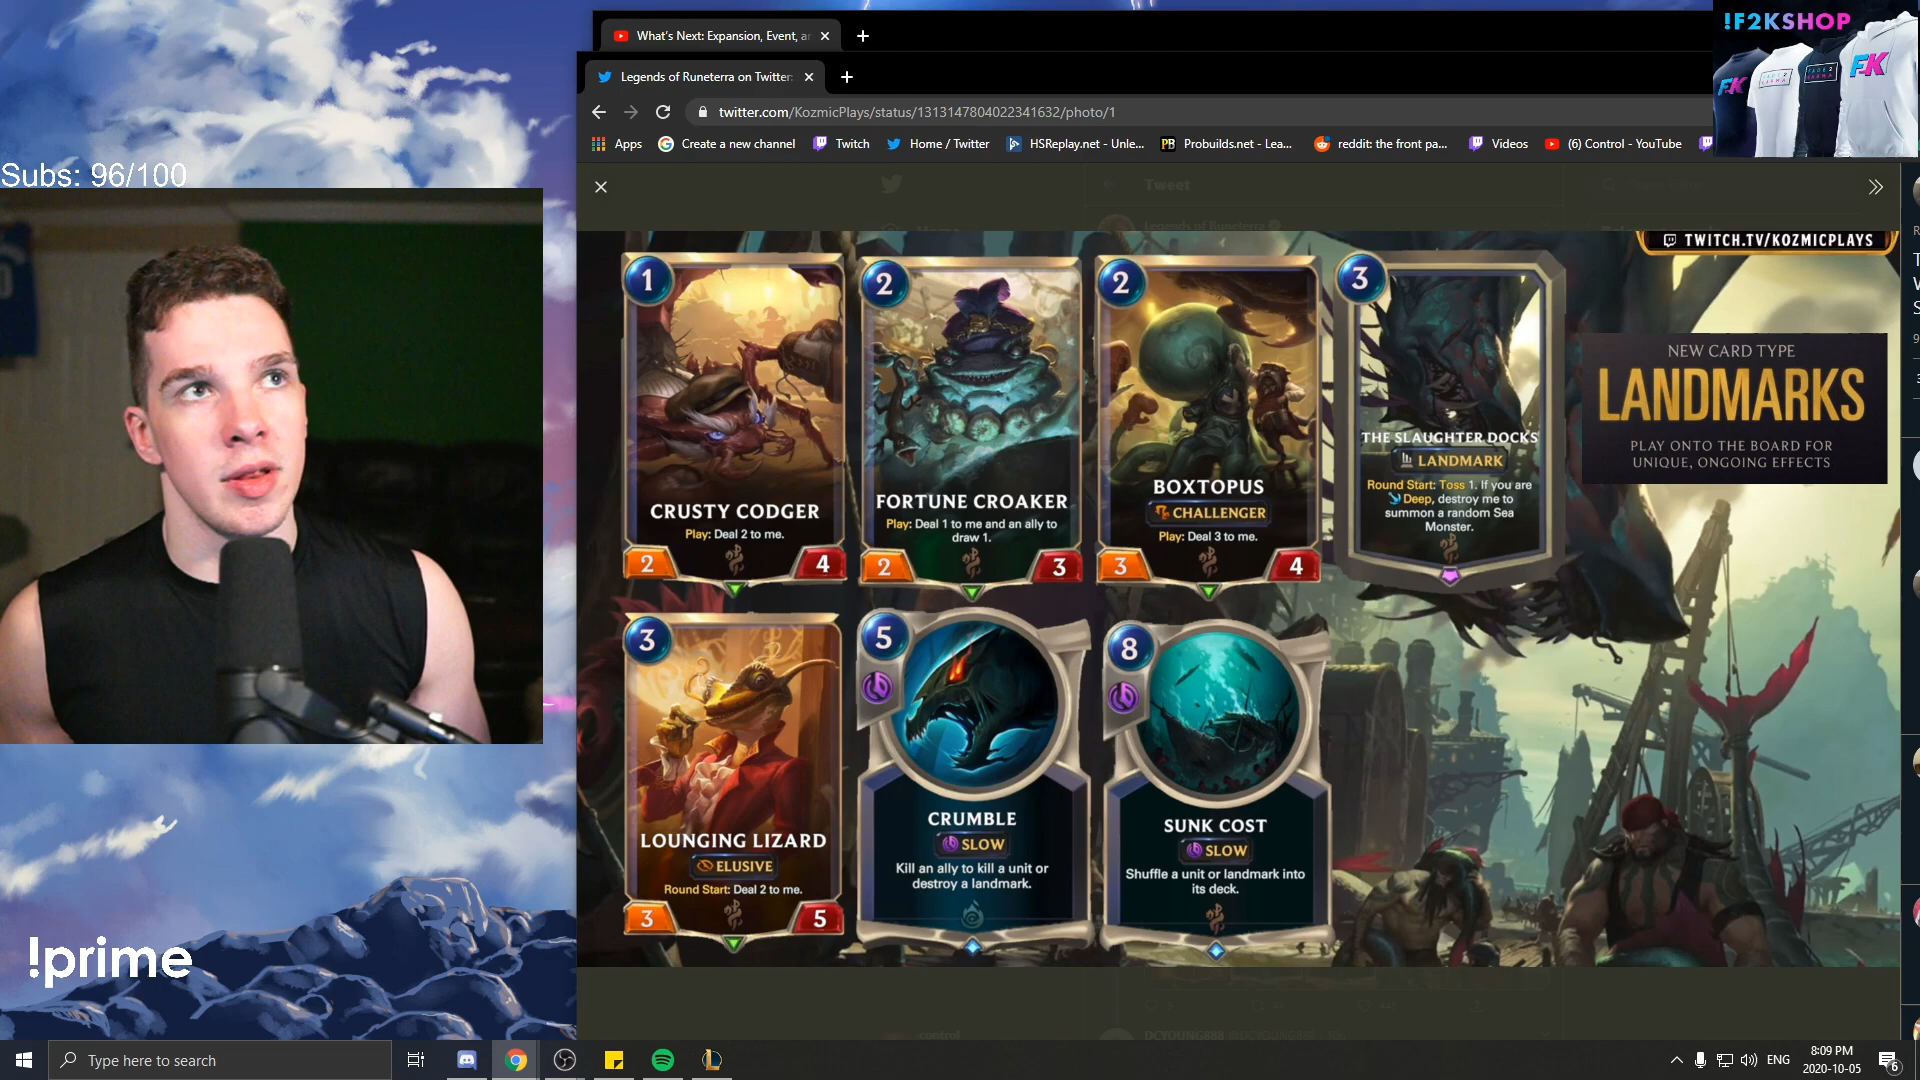 !F2KSHOP
What's Next: Expansion, Event, an
Legends of Runeterra on Twitter:
twitter.com/KozmicPlays/status/1313147804022341632/photo/1
Apps
Create a new channel
Twitch
Home / Twitter
HSReplay.net - Unle...
Probuilds.net - Lea...
reddit: the front pa...
Videos
(6) Control - YouTube
Subs: 96/100
Tweet
Legends of Runeterra
TWITCH.TV/KOZMICPLAYS
1
CRUSTY CODGER
Play: Deal 2 to me.
2
4
2
FORTUNE CROAKER
Play: Deal 1 to me and an ally to
draw 1.
2
3
2
BOXTOPUS
CHALLENGER
Play: Deal 3 to me.
3
4
3
THE SLAUGHTER DOCKS
LANDMARK
Round Start: Toss 1. If you are
Deep, destroy me to
summon a random Sea
Monster.
NEW CARD TYPE
LANDMARKS
PLAY ONTO THE BOARD FOR
UNIQUE, ONGOING EFFECTS
3
LOUNGING LIZARD
ELUSIVE
Round Start: Deal 2 to me.
3
5
5
CRUMBLE
SLOW
Kill an ally to kill a unit or
destroy a landmark.
8
SUNK COST
SLOW
Shuffle a unit or landmark into
its deck.
!prime
control
DCYOUNG888
Type here to search
ENG
8:09 PM
2020-10-05
6